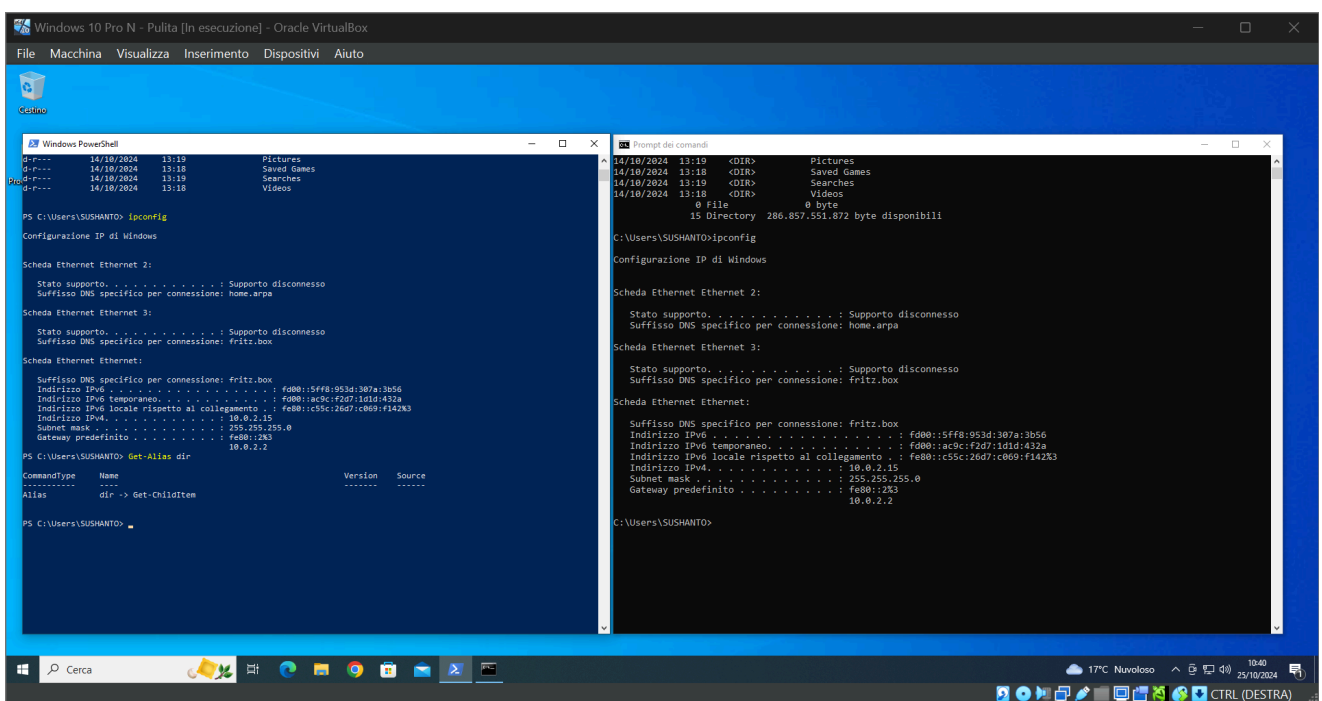 Windows 10 Pro N - Pulita [In esecuzione] - Oracle VirtualBox
File Macchina Visualizza Inserimento Dispositivi Aiuto
Cestino
Windows PowerShell
d-r--- 14/10/2024 13:19 Pictures
d-r--- 14/10/2024 13:18 Saved Games
d-r--- 14/10/2024 13:19 Searches
d-r--- 14/10/2024 13:18 Videos
PS C:\Users\SUSHANTO> ipconfig
Configurazione IP di Windows
Scheda Ethernet Ethernet 2:
Stato supporto. . . . . . . . . . . . : Supporto disconnesso
Suffisso DNS specifico per connessione: home.arpa
Scheda Ethernet Ethernet 3:
Stato supporto. . . . . . . . . . . . : Supporto disconnesso
Suffisso DNS specifico per connessione: fritz.box
Scheda Ethernet Ethernet:
Suffisso DNS specifico per connessione: fritz.box
Indirizzo IPv6 . . . . . . . . . . . . . . . . . : fd00::5ff8:953d:307a:3b56
Indirizzo IPv6 temporaneo. . . . . . . . . . . . : fd00::ac9c:f2d7:1d1d:432a
Indirizzo IPv6 locale rispetto al collegamento . : fe80::c55c:26d7:c069:f142%3
Indirizzo IPv4. . . . . . . . . . . . : 10.0.2.15
Subnet mask . . . . . . . . . . . . . : 255.255.255.0
Gateway predefinito . . . . . . . . . : fe80::2%3
10.0.2.2
PS C:\Users\SUSHANTO> Get-Alias dir
CommandType Name Version Source
----------- ---- ------- ------
Alias dir -> Get-ChildItem
PS C:\Users\SUSHANTO>
Prompt dei comandi
14/10/2024 13:19 <DIR> Pictures
14/10/2024 13:18 <DIR> Saved Games
14/10/2024 13:19 <DIR> Searches
14/10/2024 13:18 <DIR> Videos
0 File 0 byte
15 Directory 286.857.551.872 byte disponibili
C:\Users\SUSHANTO>ipconfig
Configurazione IP di Windows
Scheda Ethernet Ethernet 2:
Stato supporto. . . . . . . . . . . . : Supporto disconnesso
Suffisso DNS specifico per connessione: home.arpa
Scheda Ethernet Ethernet 3:
Stato supporto. . . . . . . . . . . . : Supporto disconnesso
Suffisso DNS specifico per connessione: fritz.box
Scheda Ethernet Ethernet:
Suffisso DNS specifico per connessione: fritz.box
Indirizzo IPv6 . . . . . . . . . . . . . . . . . : fd00::5ff8:953d:307a:3b56
Indirizzo IPv6 temporaneo. . . . . . . . . . . . : fd00::ac9c:f2d7:1d1d:432a
Indirizzo IPv6 locale rispetto al collegamento . : fe80::c55c:26d7:c069:f142%3
Indirizzo IPv4. . . . . . . . . . . . : 10.0.2.15
Subnet mask . . . . . . . . . . . . . : 255.255.255.0
Gateway predefinito . . . . . . . . . : fe80::2%3
10.0.2.2
C:\Users\SUSHANTO>
Cerca
17°C Nuvoloso
10:40
25/10/2024
CTRL (DESTRA)